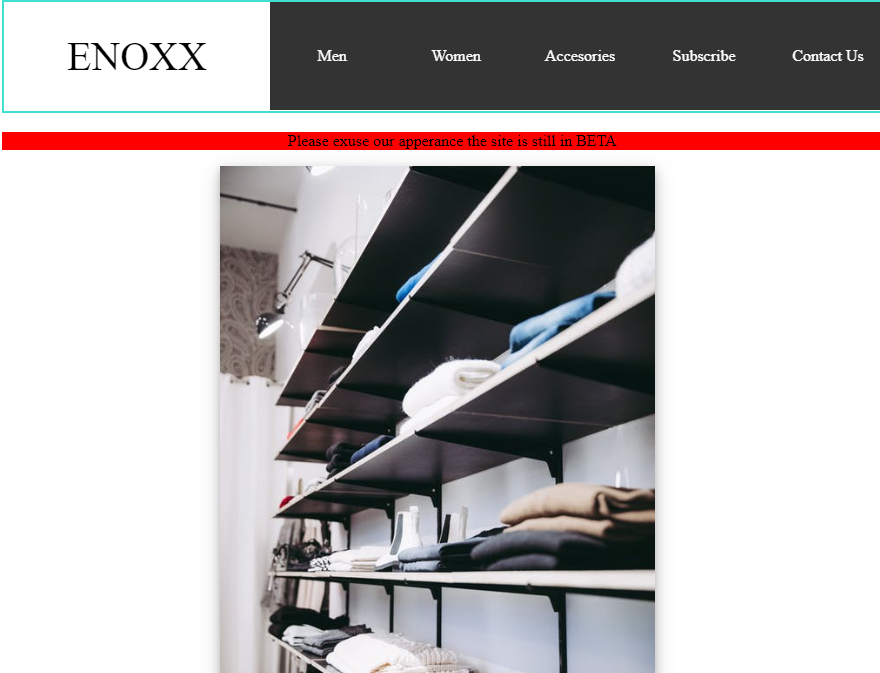 ENOXX
Men
Women
Accesories
Subscribe
Contact Us
Please exuse our apperance the site is still in BETA